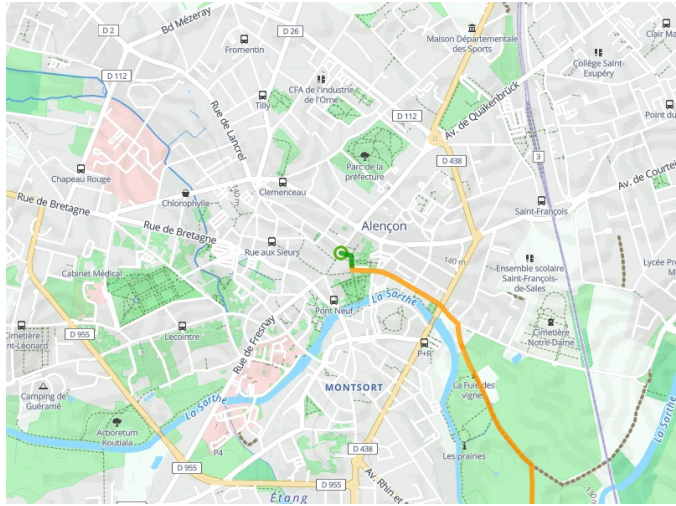 Bd Mézeray
D 2
D 26
Fromentin
Maison Départementale
des Sports
Clair Ma
Collège Saint-
Exupéry
D 112
CFA de l'industrie
de l'Orne
Tilly
Rue de Lancrel
D 112
Av. de Quakenbrück
Point du
Parc de la
préfecture
D 438
3
Chapeau Rouge
140 m
Clemenceau
Av. de Courtei
Chlorophylle
Rue de Bretagne
Saint-François
Alençon
Rue de Bretagne
Rue aux Sieurs
Cabinet Médical
140 m
Ensemble scolaire
Saint-François-
de-Sales
Lycée Pr
La Sarthe
Pont Neuf
D 955
Cimetière
nt-Léonard
Lecointre
Rue de Fresnay
Cimetière
Notre-Dame
P+R
MONTSORT
La Fuie des
vignes
Camping de
Guéramé
La Sarthe
Arboretum
Koutiala
La Sarthe
P4
D 438
Les prairies
D 955
Av. Rhin et
D 955
130 m
Étang